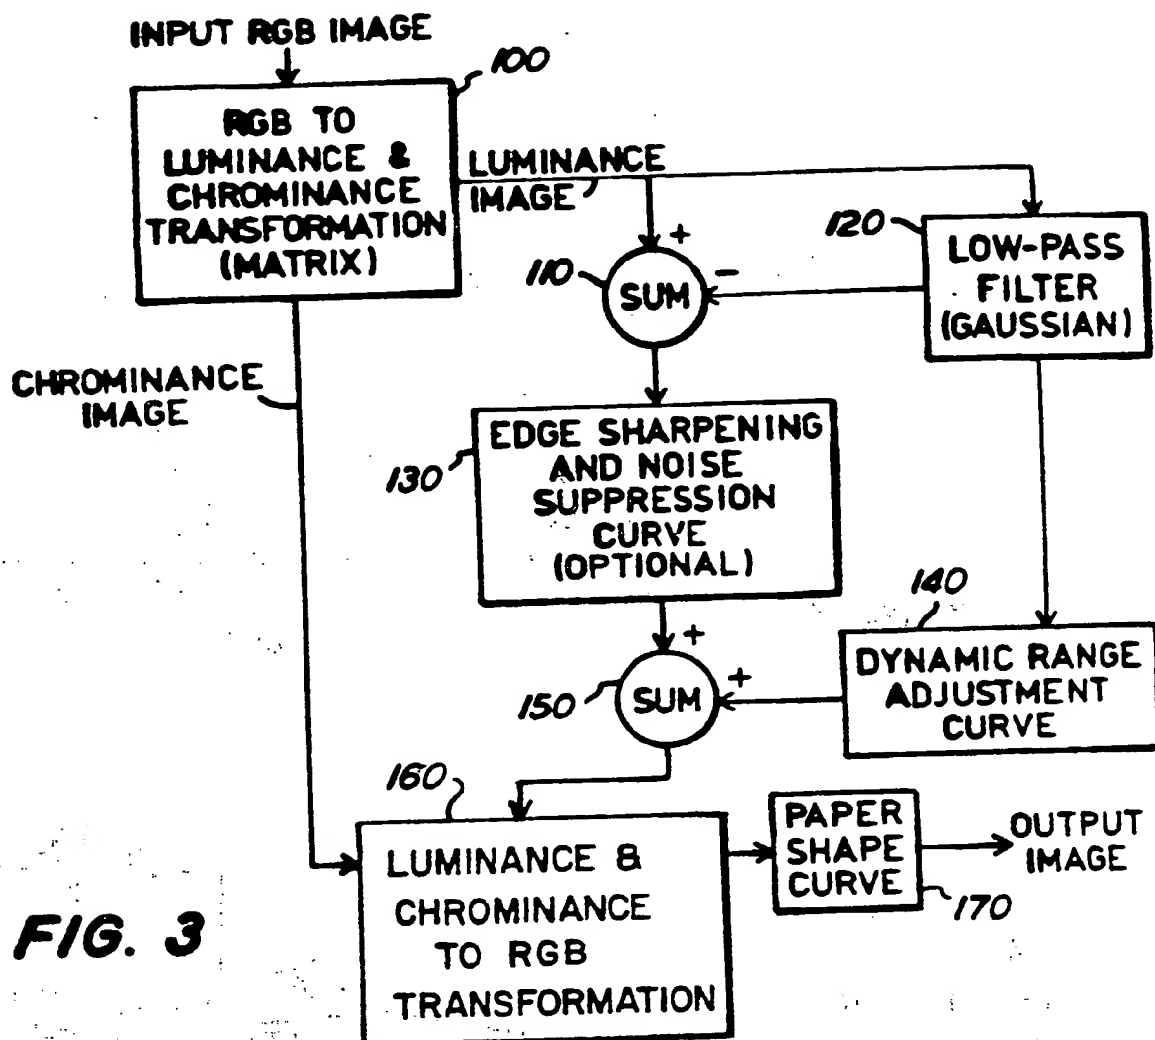 INPUT RGB IMAGE
100
RGB TO
LUMINANCE &
CHROMINANCE
TRANSFORMATION
(MATRIX)
LUMINANCE
IMAGE
120
LOW-PASS
FILTER
(GAUSSIAN)
+
-
110
SUM
CHROMINANCE
IMAGE
130
EDGE SHARPENING
AND NOISE
SUPPRESSION
CURVE
(OPTIONAL)
140
DYNAMIC RANGE
ADJUSTMENT
CURVE
+
+
150
SUM
160
LUMINANCE &
CHROMINANCE
TO RGB
TRANSFORMATION
PAPER
SHAPE
CURVE
170
OUTPUT
IMAGE
FIG. 3